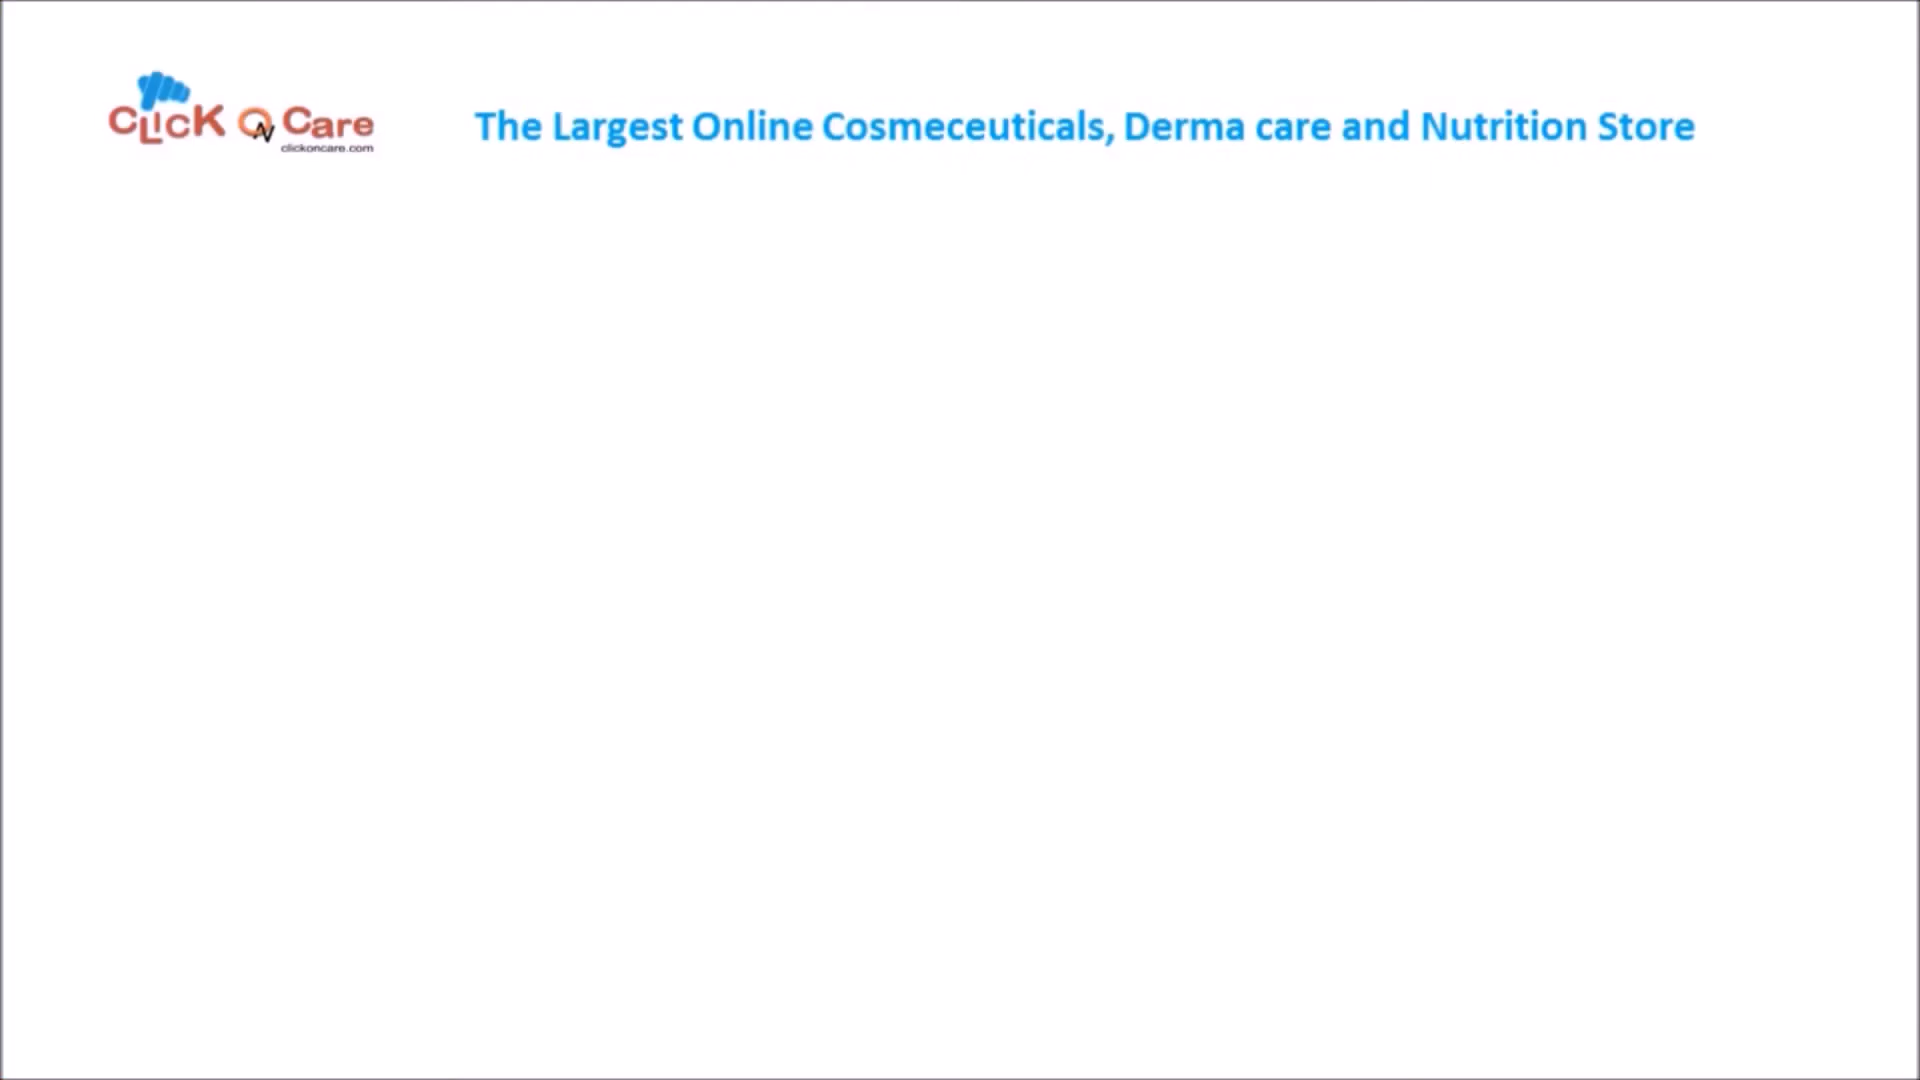 Click ON Care
clickoncare.com
The Largest Online Cosmeceuticals, Derma care and Nutrition Store